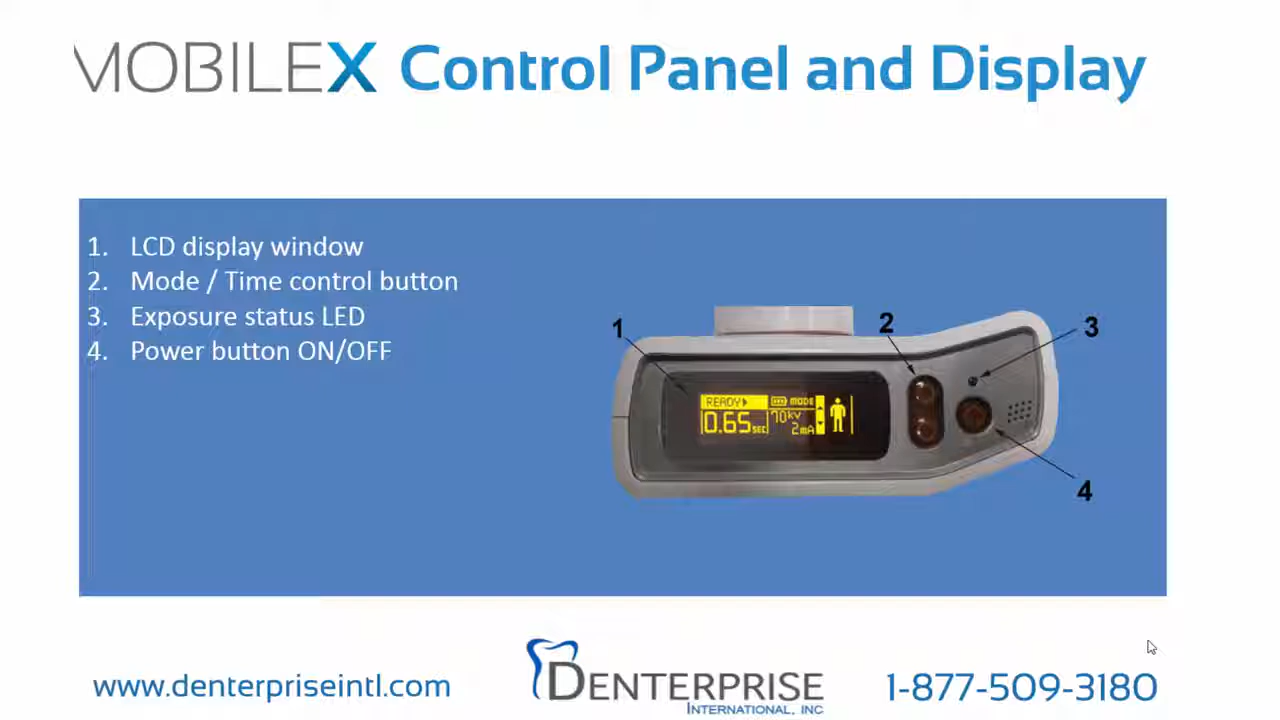 MOBILEX Control Panel and Display
1. LCD display window
2. Mode / Time control button
3. Exposure status LED
4. Power button ON/OFF
1
2
3
4
READY
MODE
0.65 SEC
70kV
2mA
www.denterpriseintl.com
DENTERPRISE
INTERNATIONAL, INC
1-877-509-3180